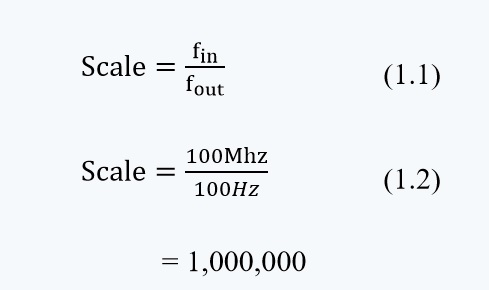 Scale = f_in/f_out (1.1)
Scale = 100Mhz/100Hz (1.2)
= 1,000,000